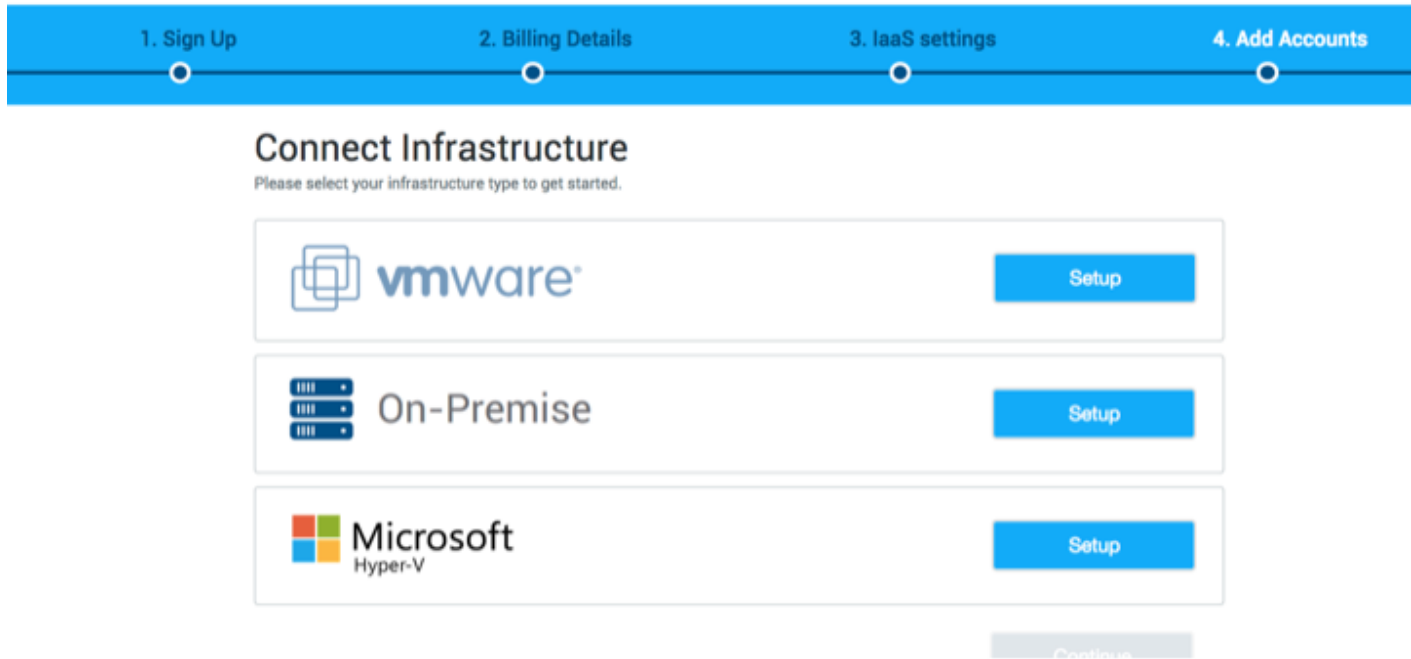 1. Sign Up 2. Billing Details 3. IaaS settings 4. Add Accounts
Connect Infrastructure
Please select your infrastructure type to get started.
vmware®
Setup
On-Premise
Setup
Microsoft
Hyper-V
Setup
Continue